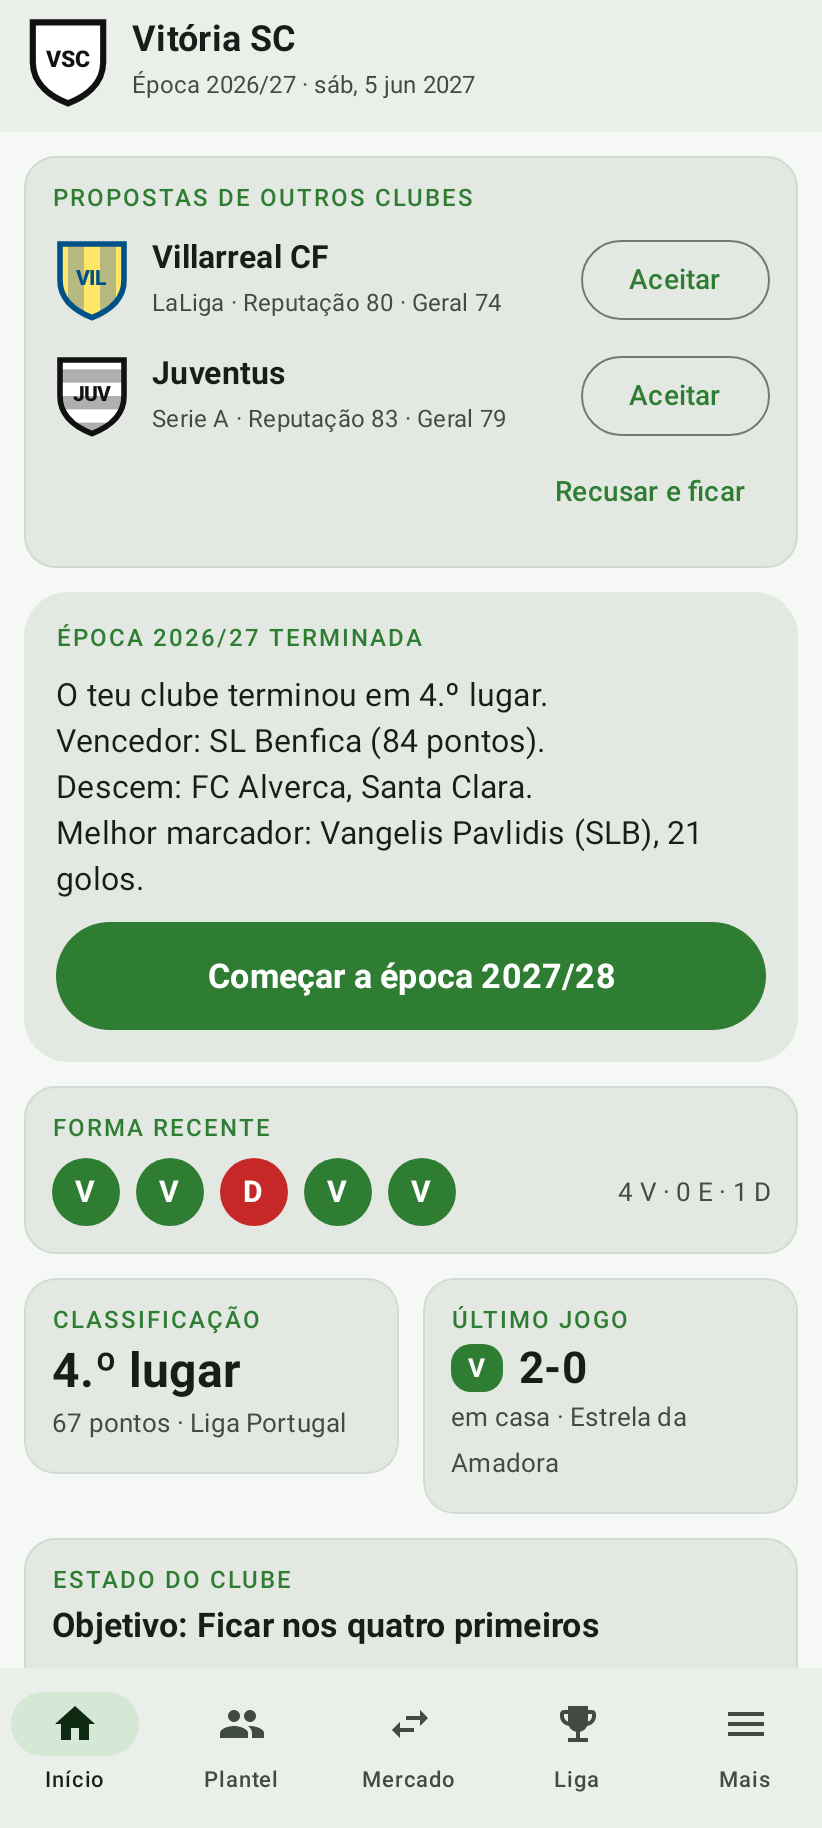 VSC
Vitória SC
Época 2026/27 · sáb, 5 jun 2027
PROPOSTAS DE OUTROS CLUBES
VIL
Villarreal CF
LaLiga · Reputação 80 · Geral 74
Aceitar
JUV
Juventus
Serie A · Reputação 83 · Geral 79
Aceitar
Recusar e ficar
ÉPOCA 2026/27 TERMINADA
O teu clube terminou em 4.º lugar.
Vencedor: SL Benfica (84 pontos).
Descem: FC Alverca, Santa Clara.
Melhor marcador: Vangelis Pavlidis (SLB), 21
golos.
Começar a época 2027/28
FORMA RECENTE
V V D V V
4 V · 0 E · 1 D
CLASSIFICAÇÃO
4.º lugar
67 pontos · Liga Portugal
ÚLTIMO JOGO
V 2-0
em casa · Estrela da
Amadora
ESTADO DO CLUBE
Objetivo: Ficar nos quatro primeiros
Início Plantel Mercado Liga Mais